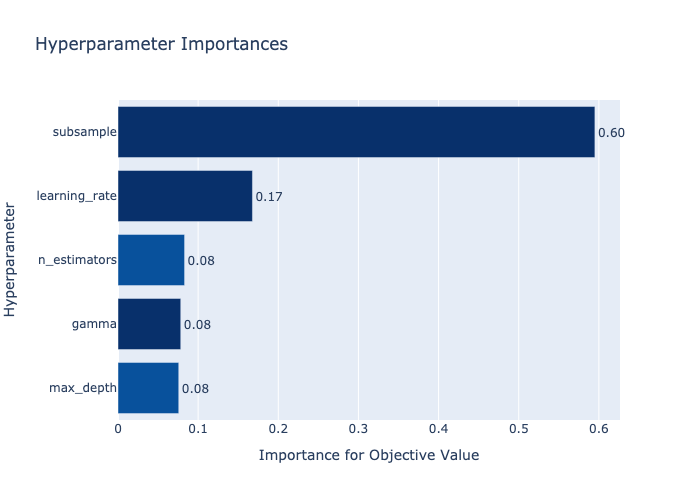 Hyperparameter Importances
Hyperparameter
subsample
0.60
learning_rate
0.17
n_estimators
0.08
gamma
0.08
max_depth
0.08
0 0.1 0.2 0.3 0.4 0.5 0.6
Importance for Objective Value